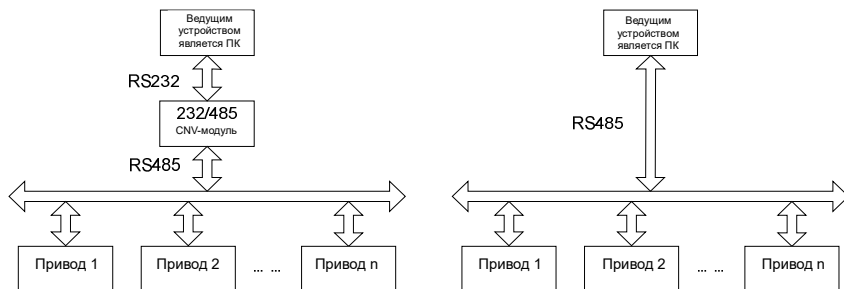 Ведущим
устройством
является ПК
RS232
232/485
CNV-модуль
RS485
Привод 1
Привод 2
... ...
Привод n
Ведущим
устройством
является ПК
RS485
Привод 1
Привод 2
... ...
Привод n